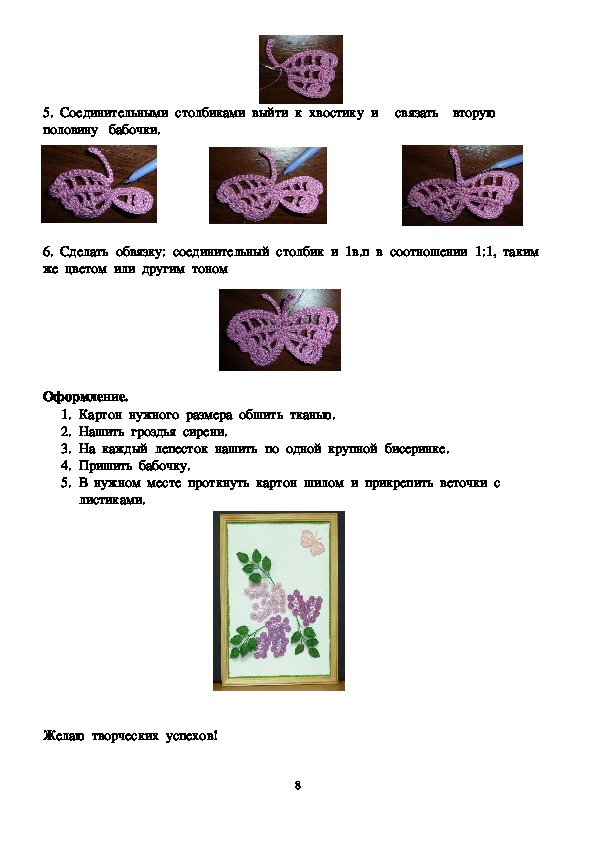 5. Соединительными столбиками выйти к хвостику и связать вторую
половину бабочки.
6. Сделать обвязку: соединительный столбик и 1в.п в соотношении 1:1, таким
же цветом или другим тоном
Оформление.
1. Картон нужного размера обшить тканью.
2. Нашить гроздья сирени.
3. На каждый лепесток нашить по одной крупной бисеринке.
4. Пришить бабочку.
5. В нужном месте проткнуть картон шилом и прикрепить веточки с
листиками.
Желаю творческих успехов!
8